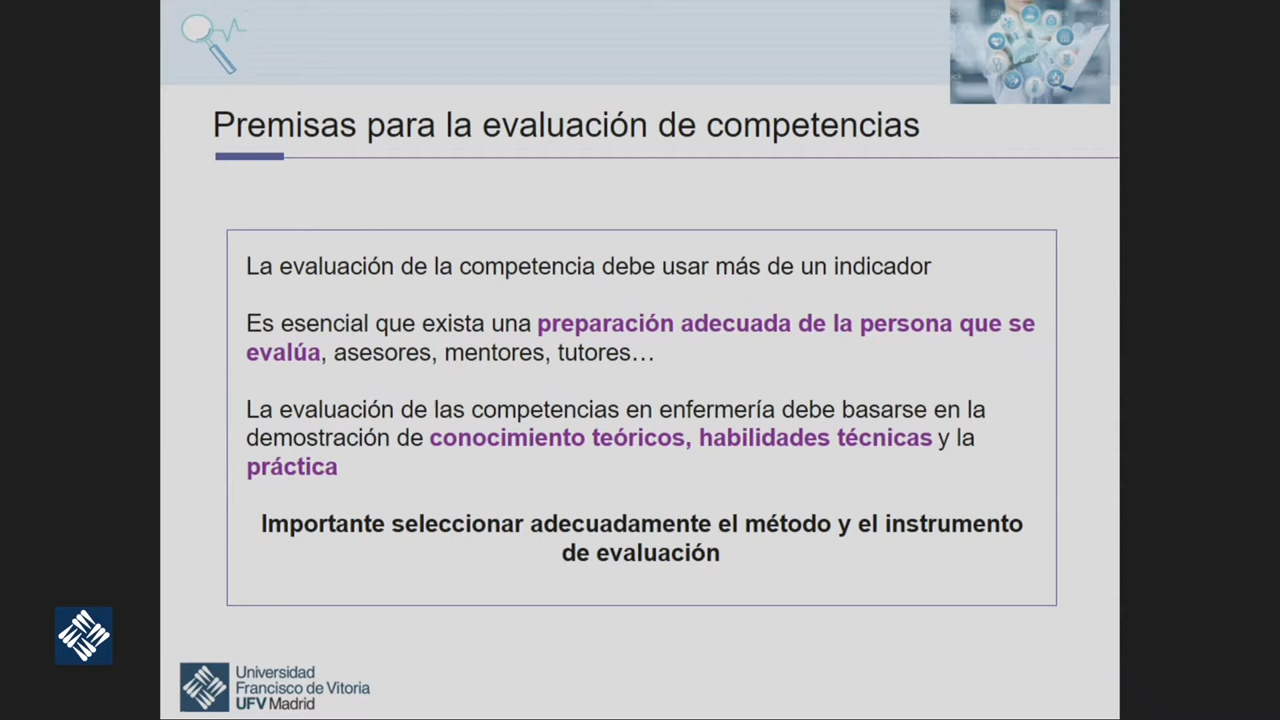 Premisas para la evaluación de competencias
La evaluación de la competencia debe usar más de un indicador
Es esencial que exista una preparación adecuada de la persona que se
evalúa, asesores, mentores, tutores…
La evaluación de las competencias en enfermería debe basarse en la
demostración de conocimiento teóricos, habilidades técnicas y la
práctica
Importante seleccionar adecuadamente el método y el instrumento
de evaluación
Universidad
Francisco de Vitoria
UFV Madrid